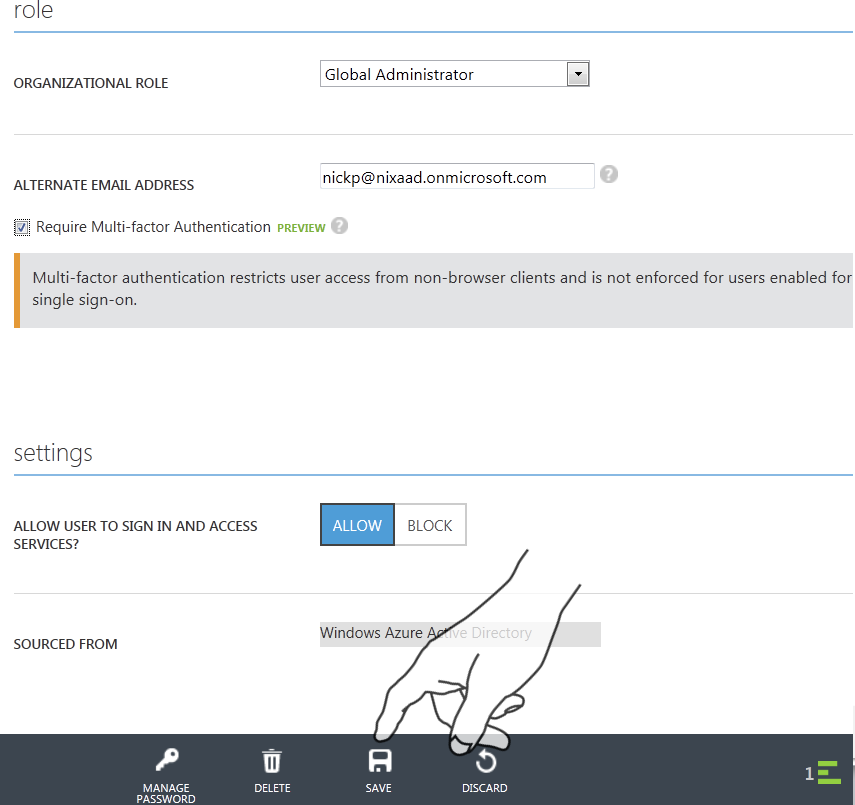 role
ORGANIZATIONAL ROLE
Global Administrator
ALTERNATE EMAIL ADDRESS
nickp@nixaad.onmicrosoft.com
?
Require Multi-factor Authentication PREVIEW ?
Multi-factor authentication restricts user access from non-browser clients and is not enforced for users enabled for
single sign-on.
settings
ALLOW USER TO SIGN IN AND ACCESS
SERVICES?
ALLOW
BLOCK
SOURCED FROM
Windows Azure Active Directory
MANAGE
PASSWORD
DELETE
SAVE
DISCARD
1